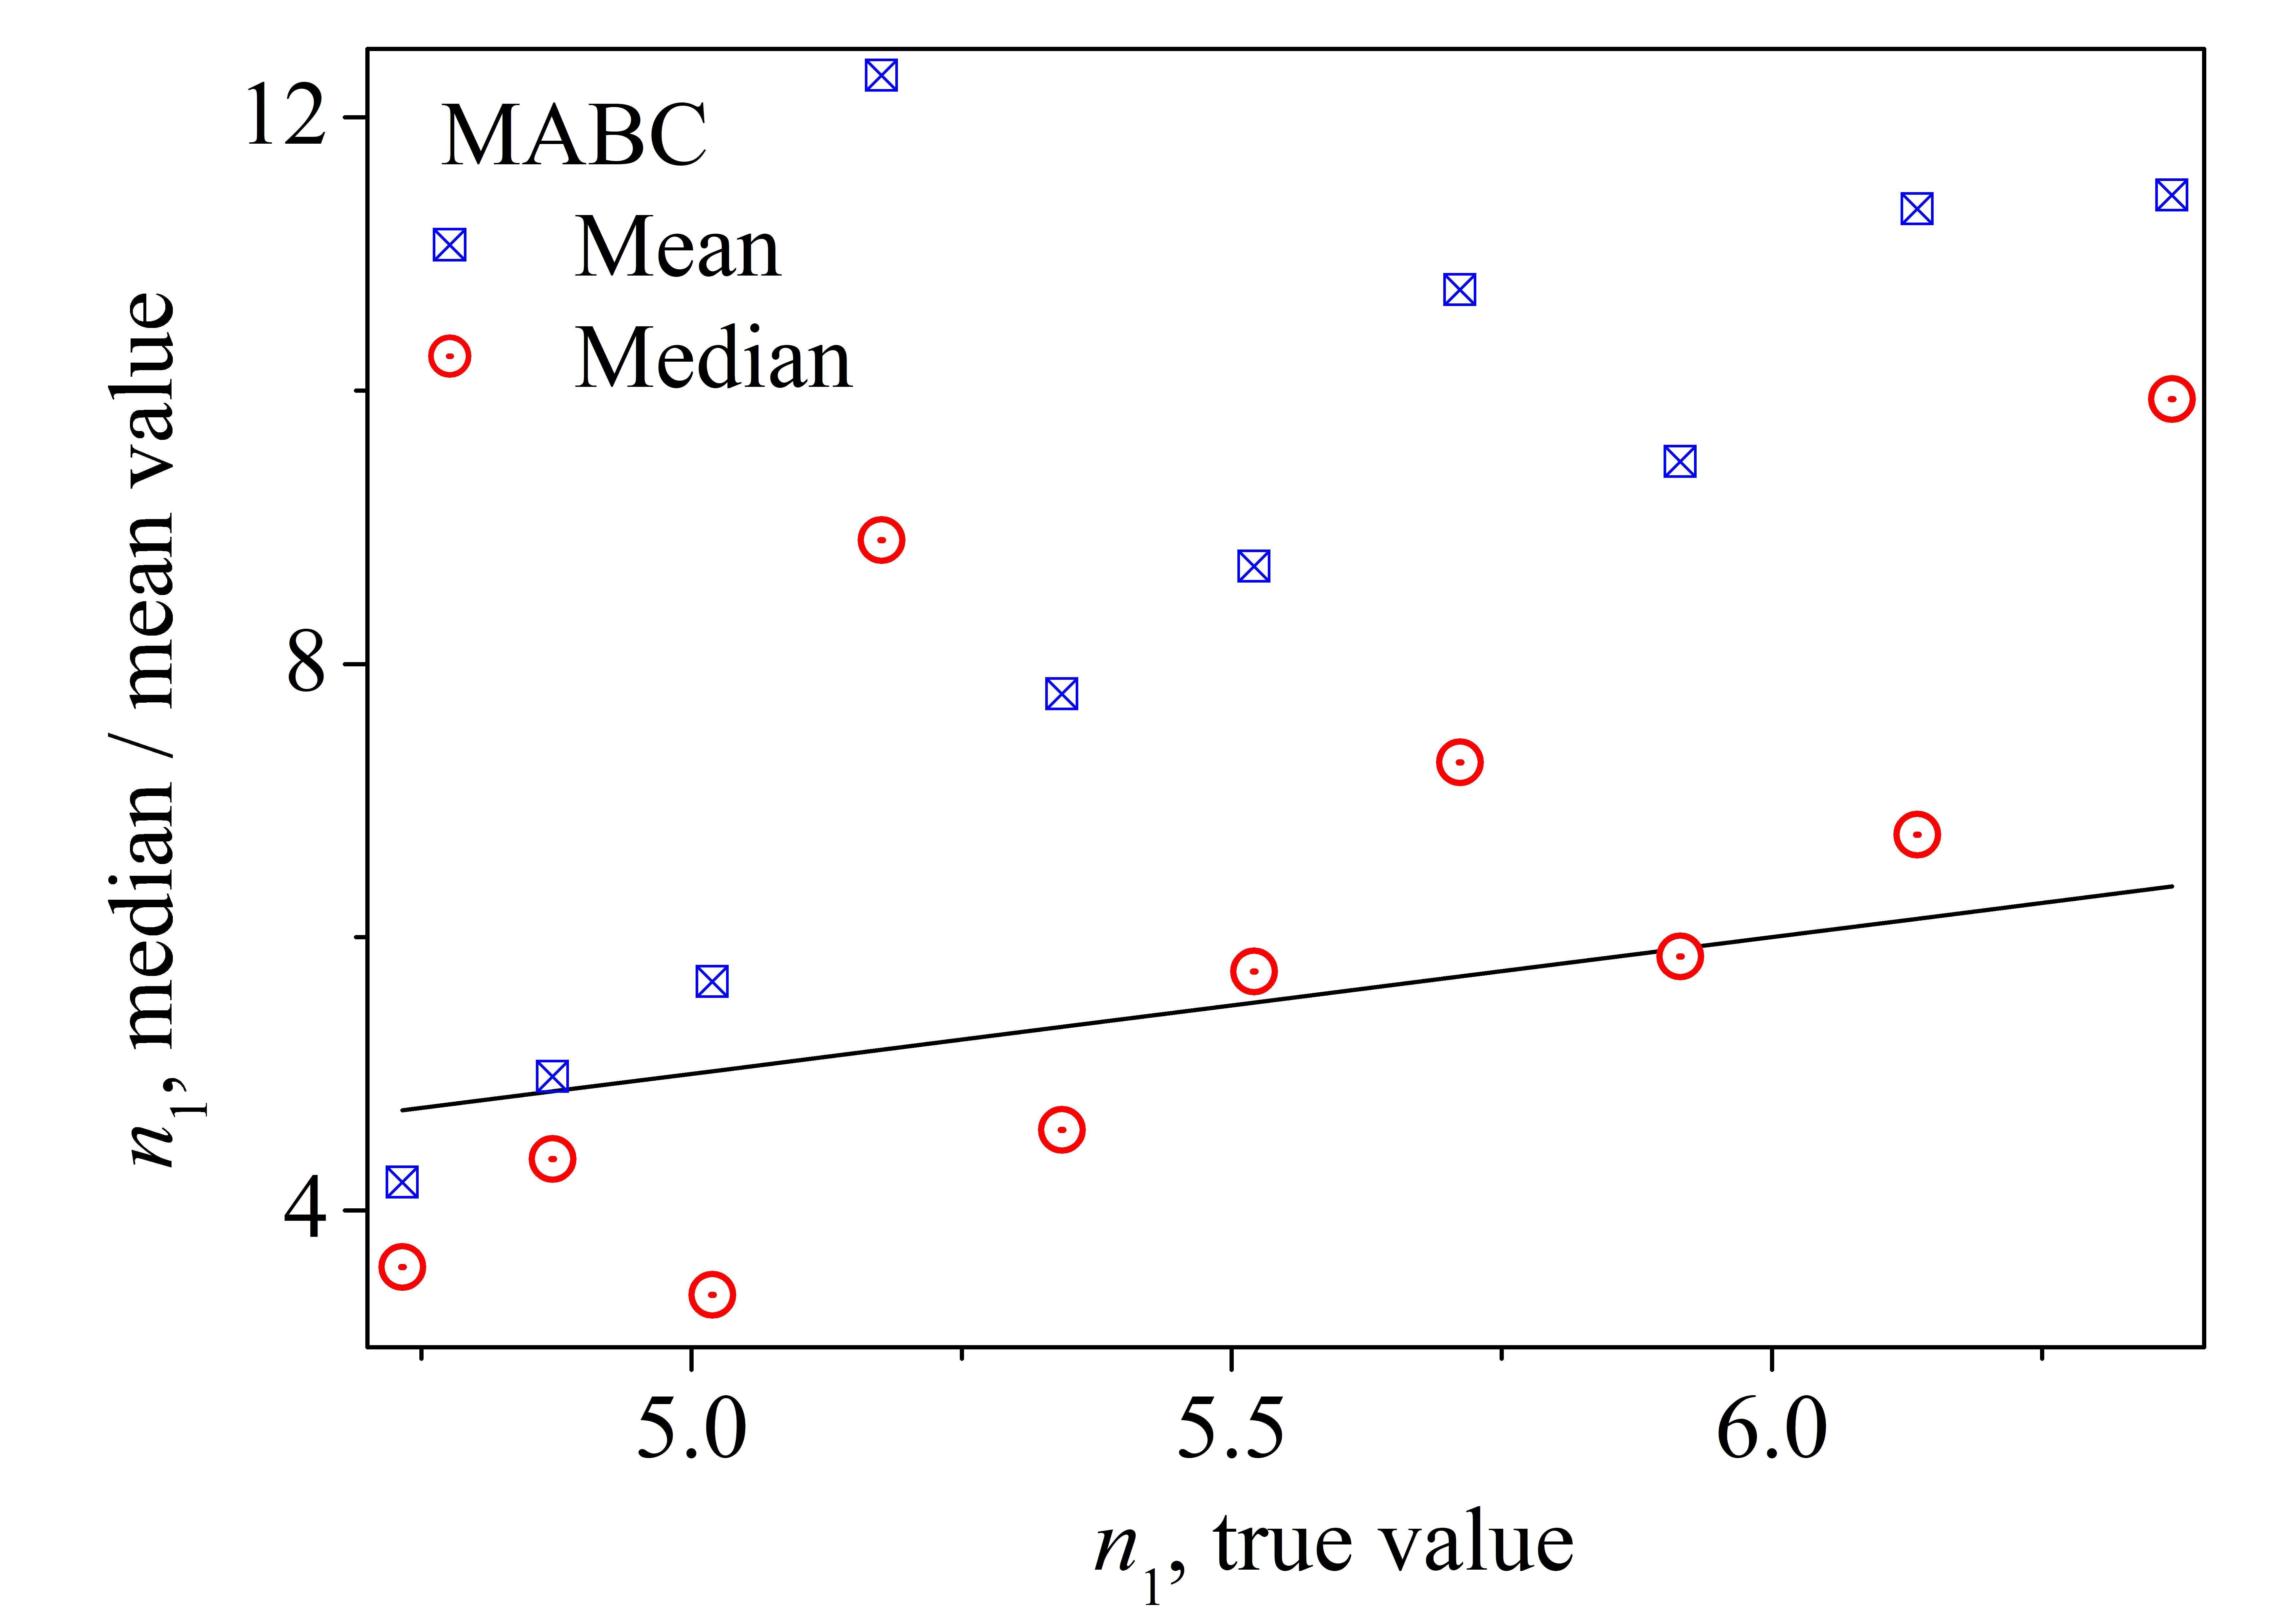 12
8
4
MABC
Mean
Median
n1, median / mean value
5.0
5.5
6.0
n1, true value